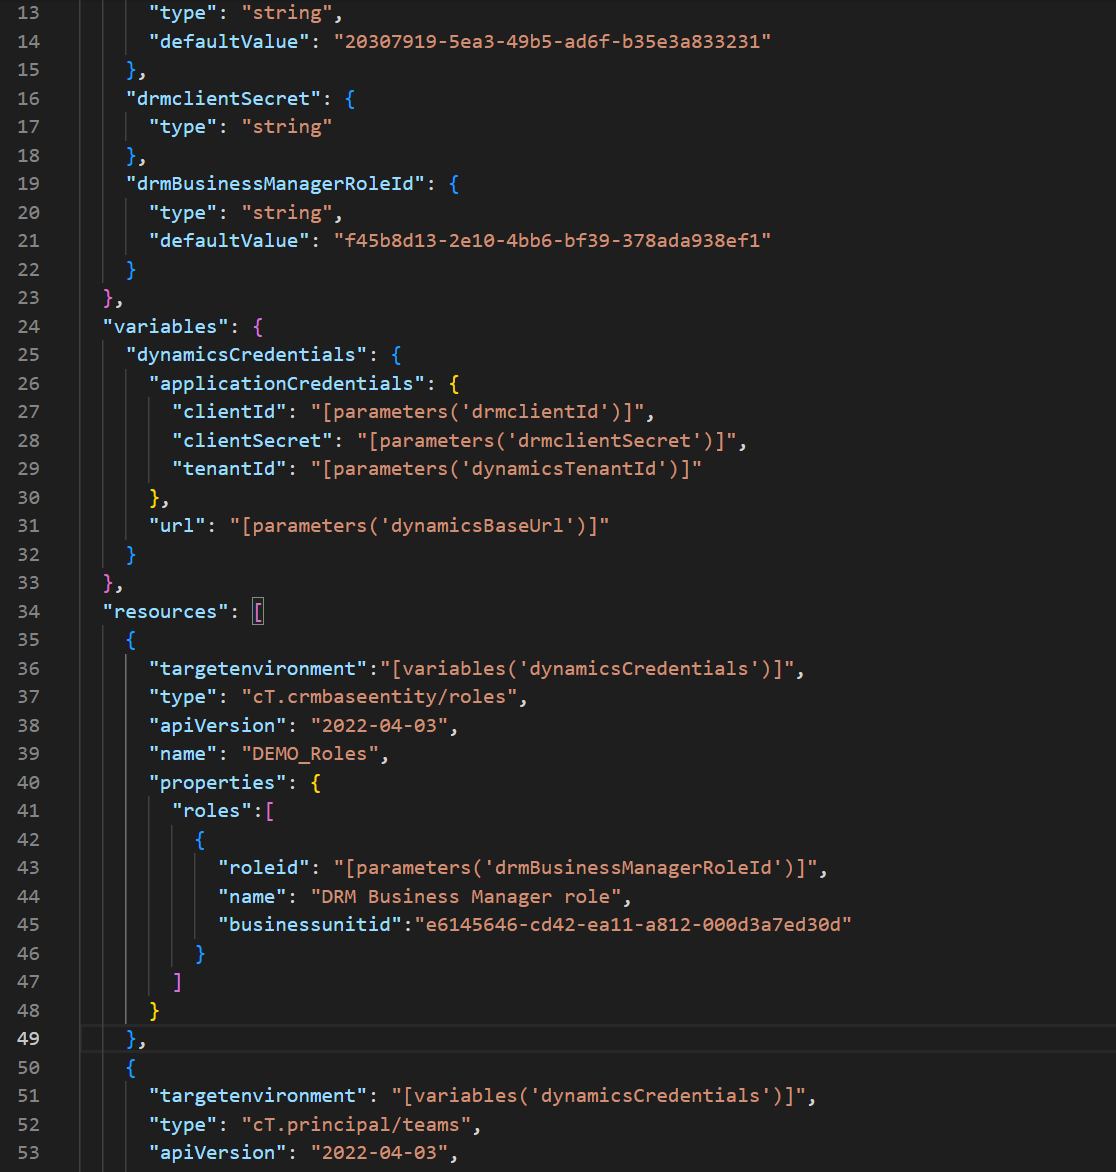 13 "type": "string",
14 "defaultValue": "20307919-5ea3-49b5-ad6f-b35e3a833231"
15 },
16 "drmclientSecret": {
17 "type": "string"
18 },
19 "drmBusinessManagerRoleId": {
20 "type": "string",
21 "defaultValue": "f45b8d13-2e10-4bb6-bf39-378ada938ef1"
22 }
23 },
24 "variables": {
25 "dynamicsCredentials": {
26 "applicationCredentials": {
27 "clientId": "[parameters('drmclientId')]",
28 "clientSecret": "[parameters('drmclientSecret')]",
29 "tenantId": "[parameters('dynamicsTenantId')]"
30 },
31 "url": "[parameters('dynamicsBaseUrl')]"
32 }
33 },
34 "resources": [
35 {
36 "targetenvironment":"[variables('dynamicsCredentials')]",
37 "type": "cT.crmbaseentity/roles",
38 "apiVersion": "2022-04-03",
39 "name": "DEMO_Roles",
40 "properties": {
41 "roles":[
42 {
43 "roleid": "[parameters('drmBusinessManagerRoleId')]",
44 "name": "DRM Business Manager role",
45 "businessunitid":"e6145646-cd42-ea11-a812-000d3a7ed30d"
46 }
47 ]
48 }
49 },
50 {
51 "targetenvironment": "[variables('dynamicsCredentials')]",
52 "type": "cT.principal/teams",
53 "apiVersion": "2022-04-03",